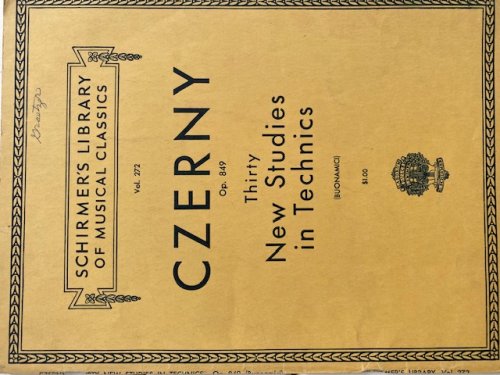 SCHIRMER'S LIBRARY
OF MUSICAL CLASSICS
Vol. 272
CZERNY
Op. 849
Thirty
New Studies
in Technics
[BUONAMICI]
$1.00